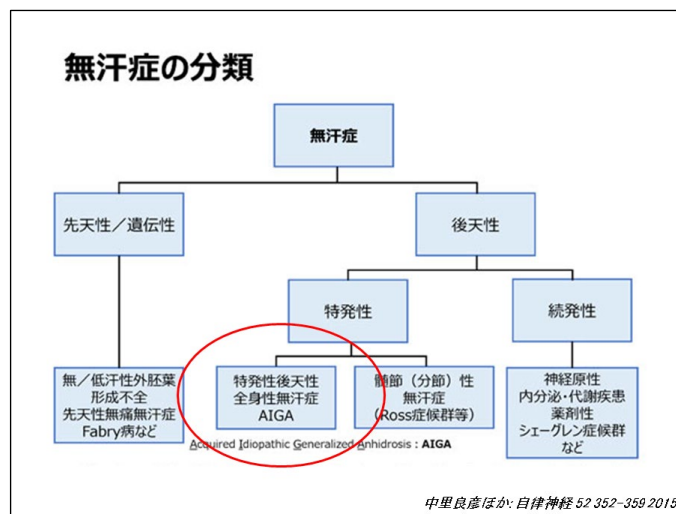 無汗症の分類
無汗症
先天性／遺伝性
後天性
特発性
続発性
無／低汗性外胚葉
形成不全
先天性無痛無汗症
Fabry病など
特発性後天性
全身性無汗症
AIGA
髄節（分節）性
無汗症
（Ross症候群等）
神経原性
内分泌・代謝疾患
薬剤性
シェーグレン症候群
など
Acquired Idiopathic Generalized Anhidrosis : AIGA
中里良彦ほか: 自律神経 52 352-359 2015